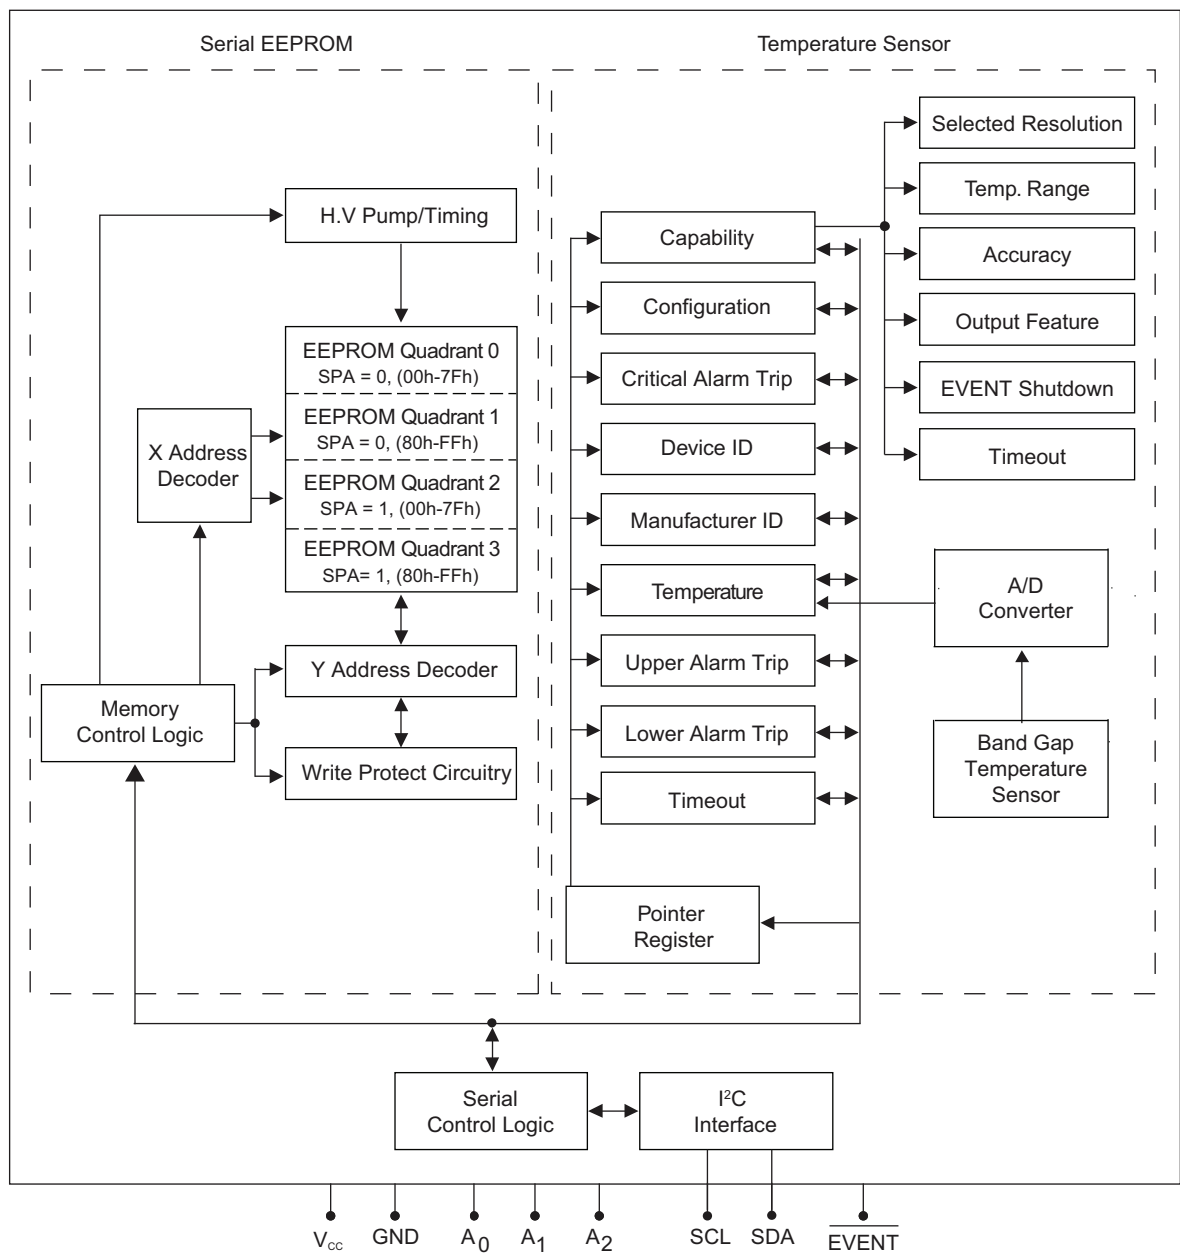 Serial EEPROM
Temperature Sensor
H.V Pump/Timing
EEPROM Quadrant 0
SPA = 0, (00h-7Fh)
EEPROM Quadrant 1
SPA = 0, (80h-FFh)
EEPROM Quadrant 2
SPA = 1, (00h-7Fh)
EEPROM Quadrant 3
SPA= 1, (80h-FFh)
X Address
Decoder
Y Address Decoder
Memory
Control Logic
Write Protect Circuitry
Capability
Configuration
Critical Alarm Trip
Device ID
Manufacturer ID
Temperature
Upper Alarm Trip
Lower Alarm Trip
Timeout
Pointer
Register
Selected Resolution
Temp. Range
Accuracy
Output Feature
EVENT Shutdown
Timeout
A/D
Converter
Band Gap
Temperature
Sensor
Serial
Control Logic
I²C
Interface
Vcc
GND
A0
A1
A2
SCL
SDA
EVENT